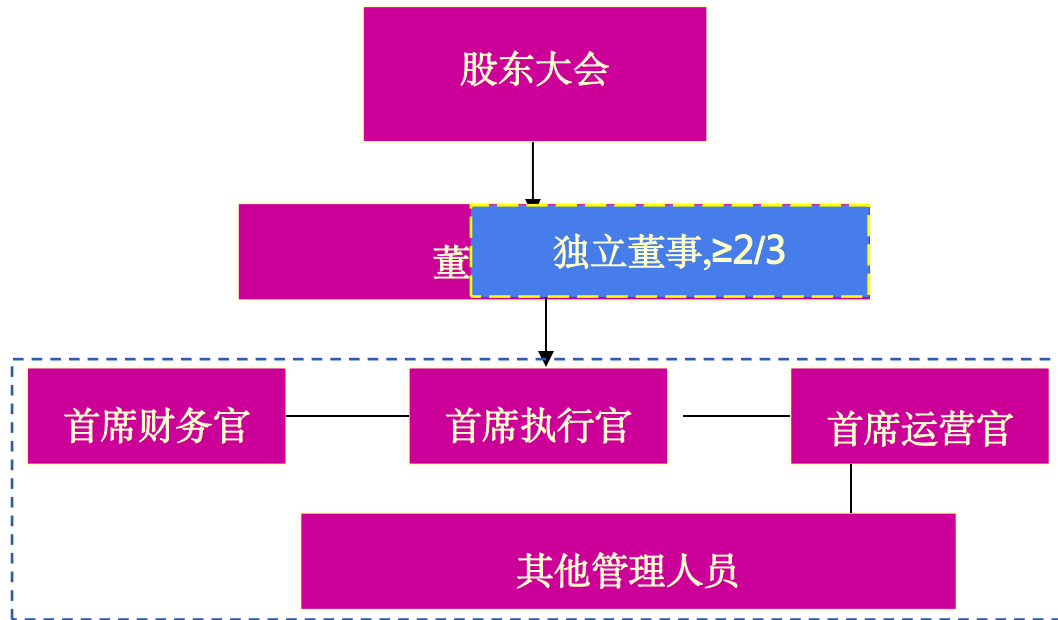 股东大会
董
独立董事,≥2/3
首席财务官
首席执行官
首席运营官
其他管理人员